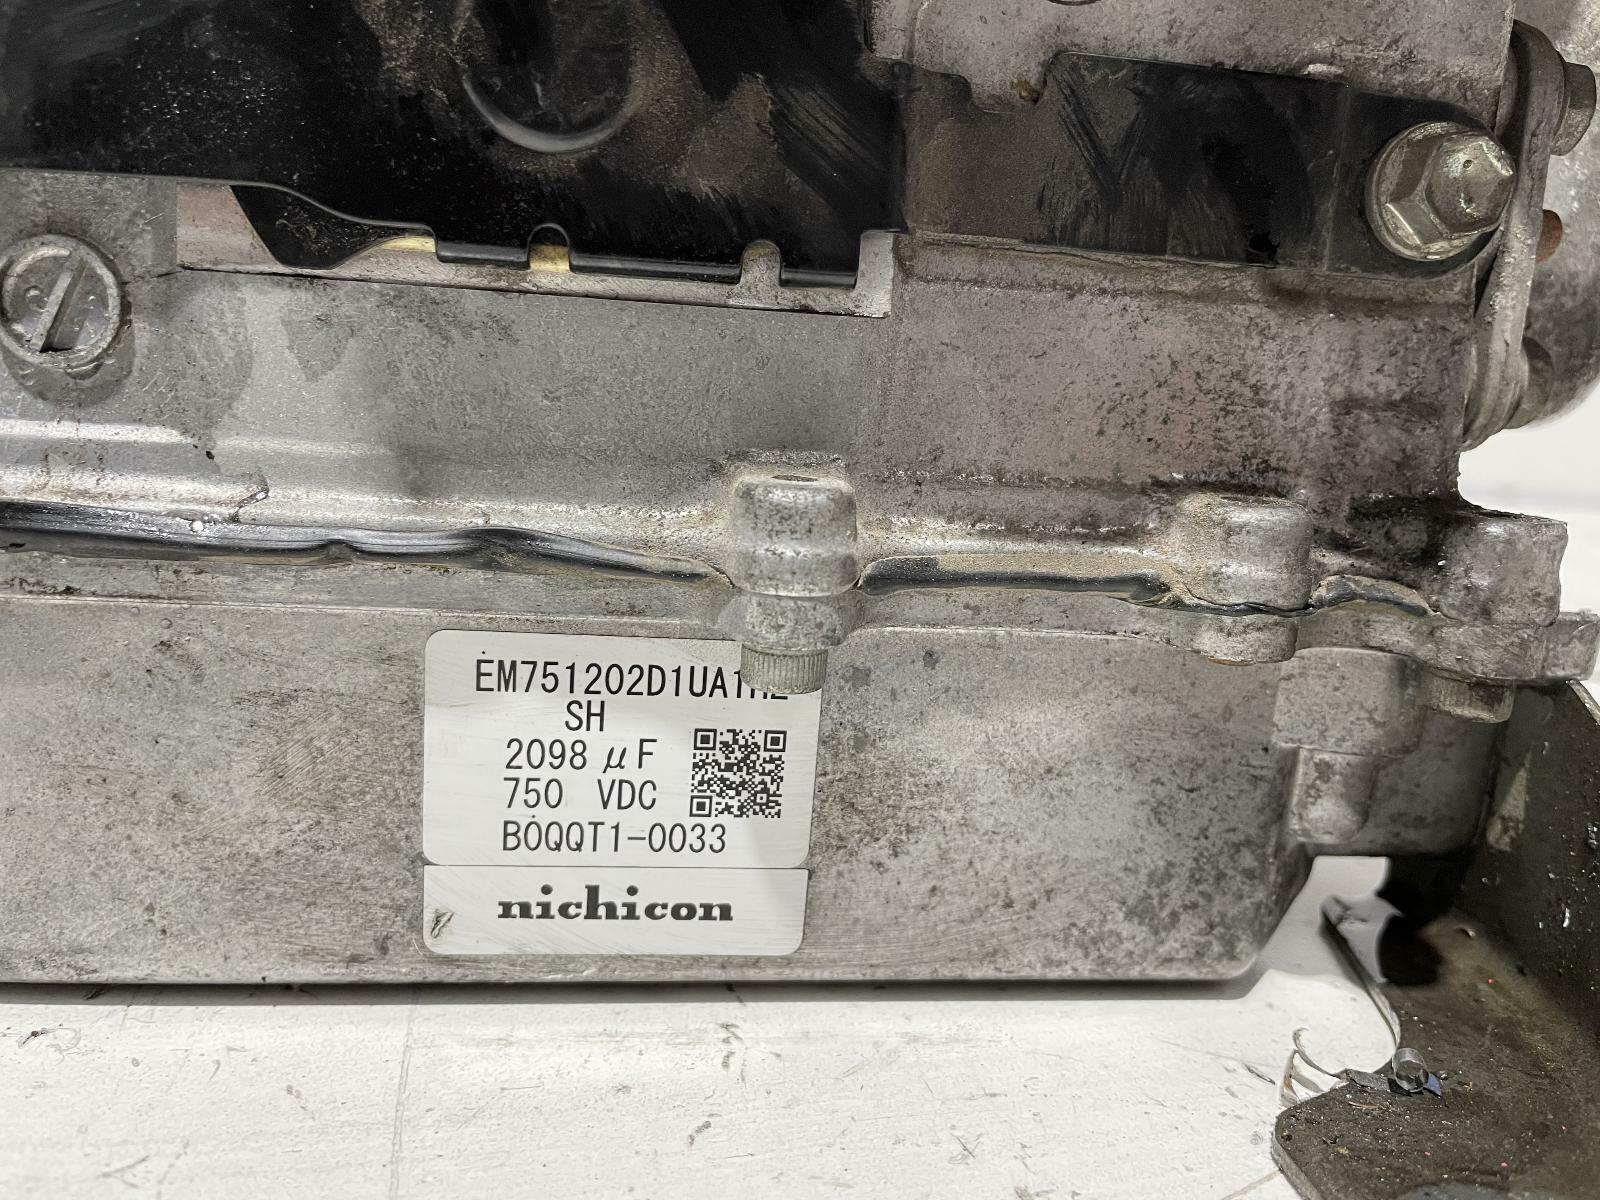 SH
2098 μF
750 VDC
B0QQT1-0033
nichicon